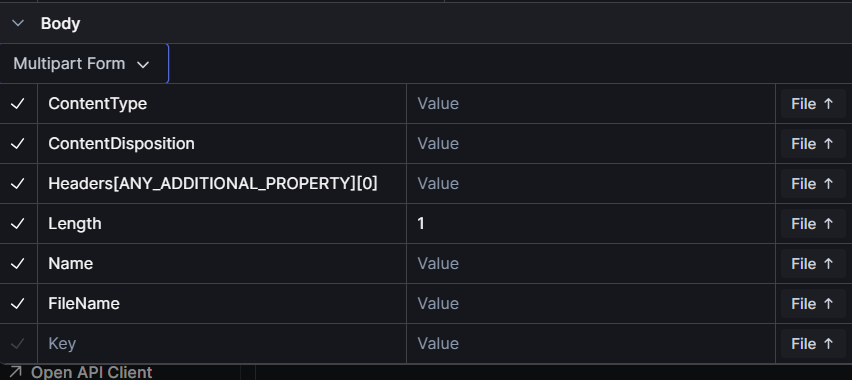 Body
Multipart Form
ContentType Value File ↑
ContentDisposition Value File ↑
Headers[ANY_ADDITIONAL_PROPERTY][0] Value File ↑
Length 1 File ↑
Name Value File ↑
FileName Value File ↑
Key Value File ↑
Open API Client